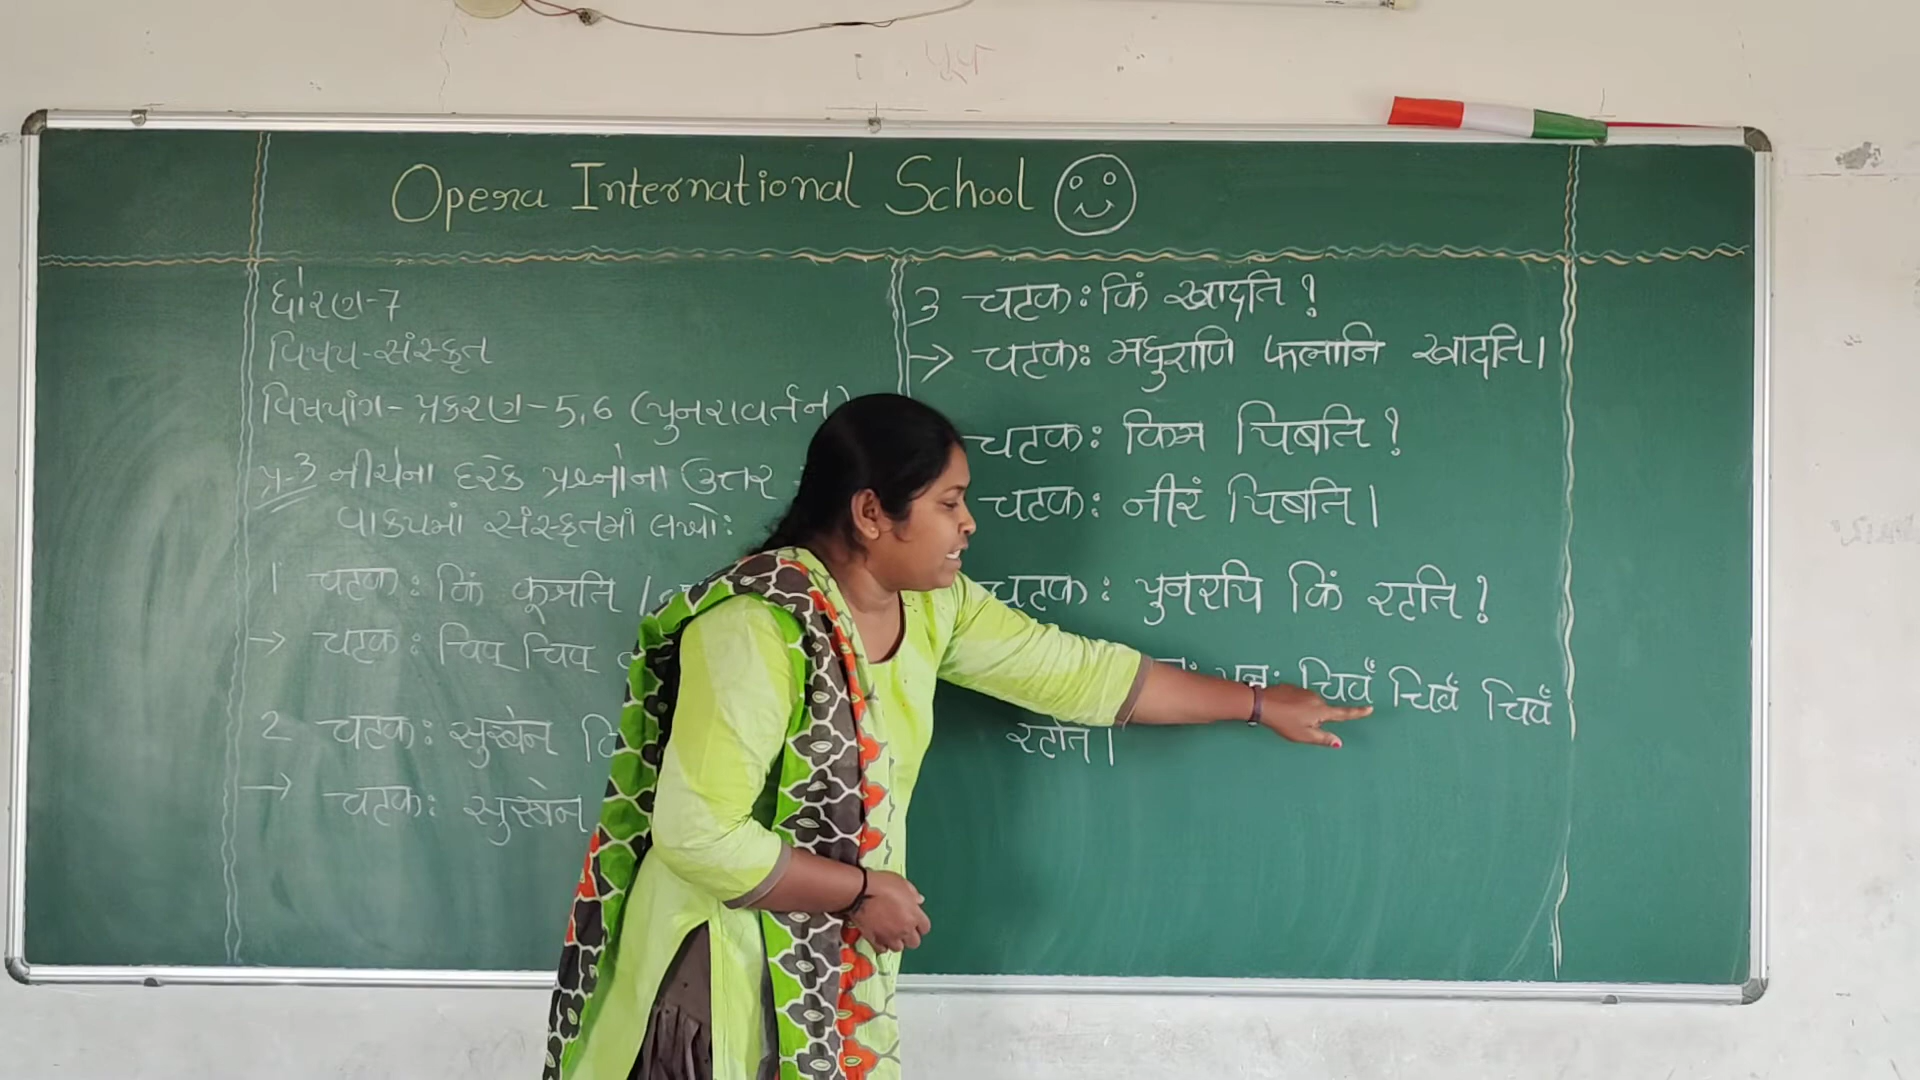 Opera International School
ધોરણ-7
વિષય-સંસ્કૃત
વિષયાંગ- પ્રકરણ-5,6 (પુનરાવર્તન)
પ્ર-3 નીચેના દરેક પ્રશ્નોના ઉત્તર
વાક્યમાં સંસ્કૃતમાં લખો:
1 चटकः किं कूजति ।
→ चटकः चिव् चिव्
2 चटकः सुखेन
→ चटकः सुखेन
3 चटकः किं खादति ?
→ चटकः मधुराणि फलानि खादति।
चटकः किम पिबति ?
चटकः नीरं पिबति।
चटकः पुनरपि किं रटति ?
चिवँ चिवँ चिवँ
रटति।